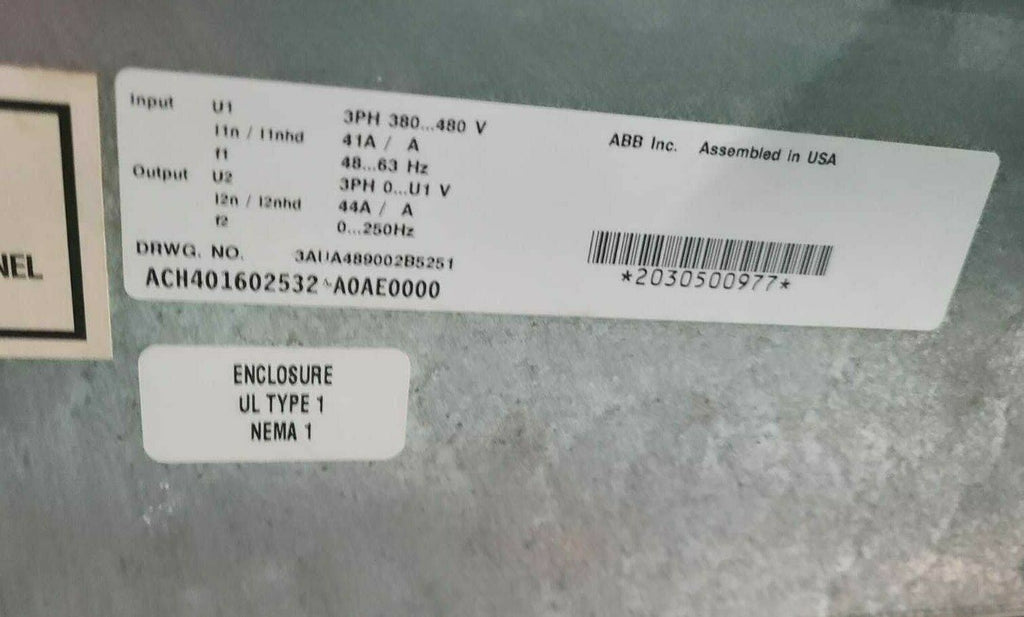 Input U1 3PH 380...480 V
I1n / I1nhd 41A / A
f1 48...63 Hz
Output U2 3PH 0...U1 V
I2n / I2nhd 44A / A
f2 0...250Hz
DRWG. NO. 3AUA489002B5251
ACH401602532 A0AE0000
ABB Inc. Assembled in USA
*2030500977*
NEL
ENCLOSURE
UL TYPE 1
NEMA 1